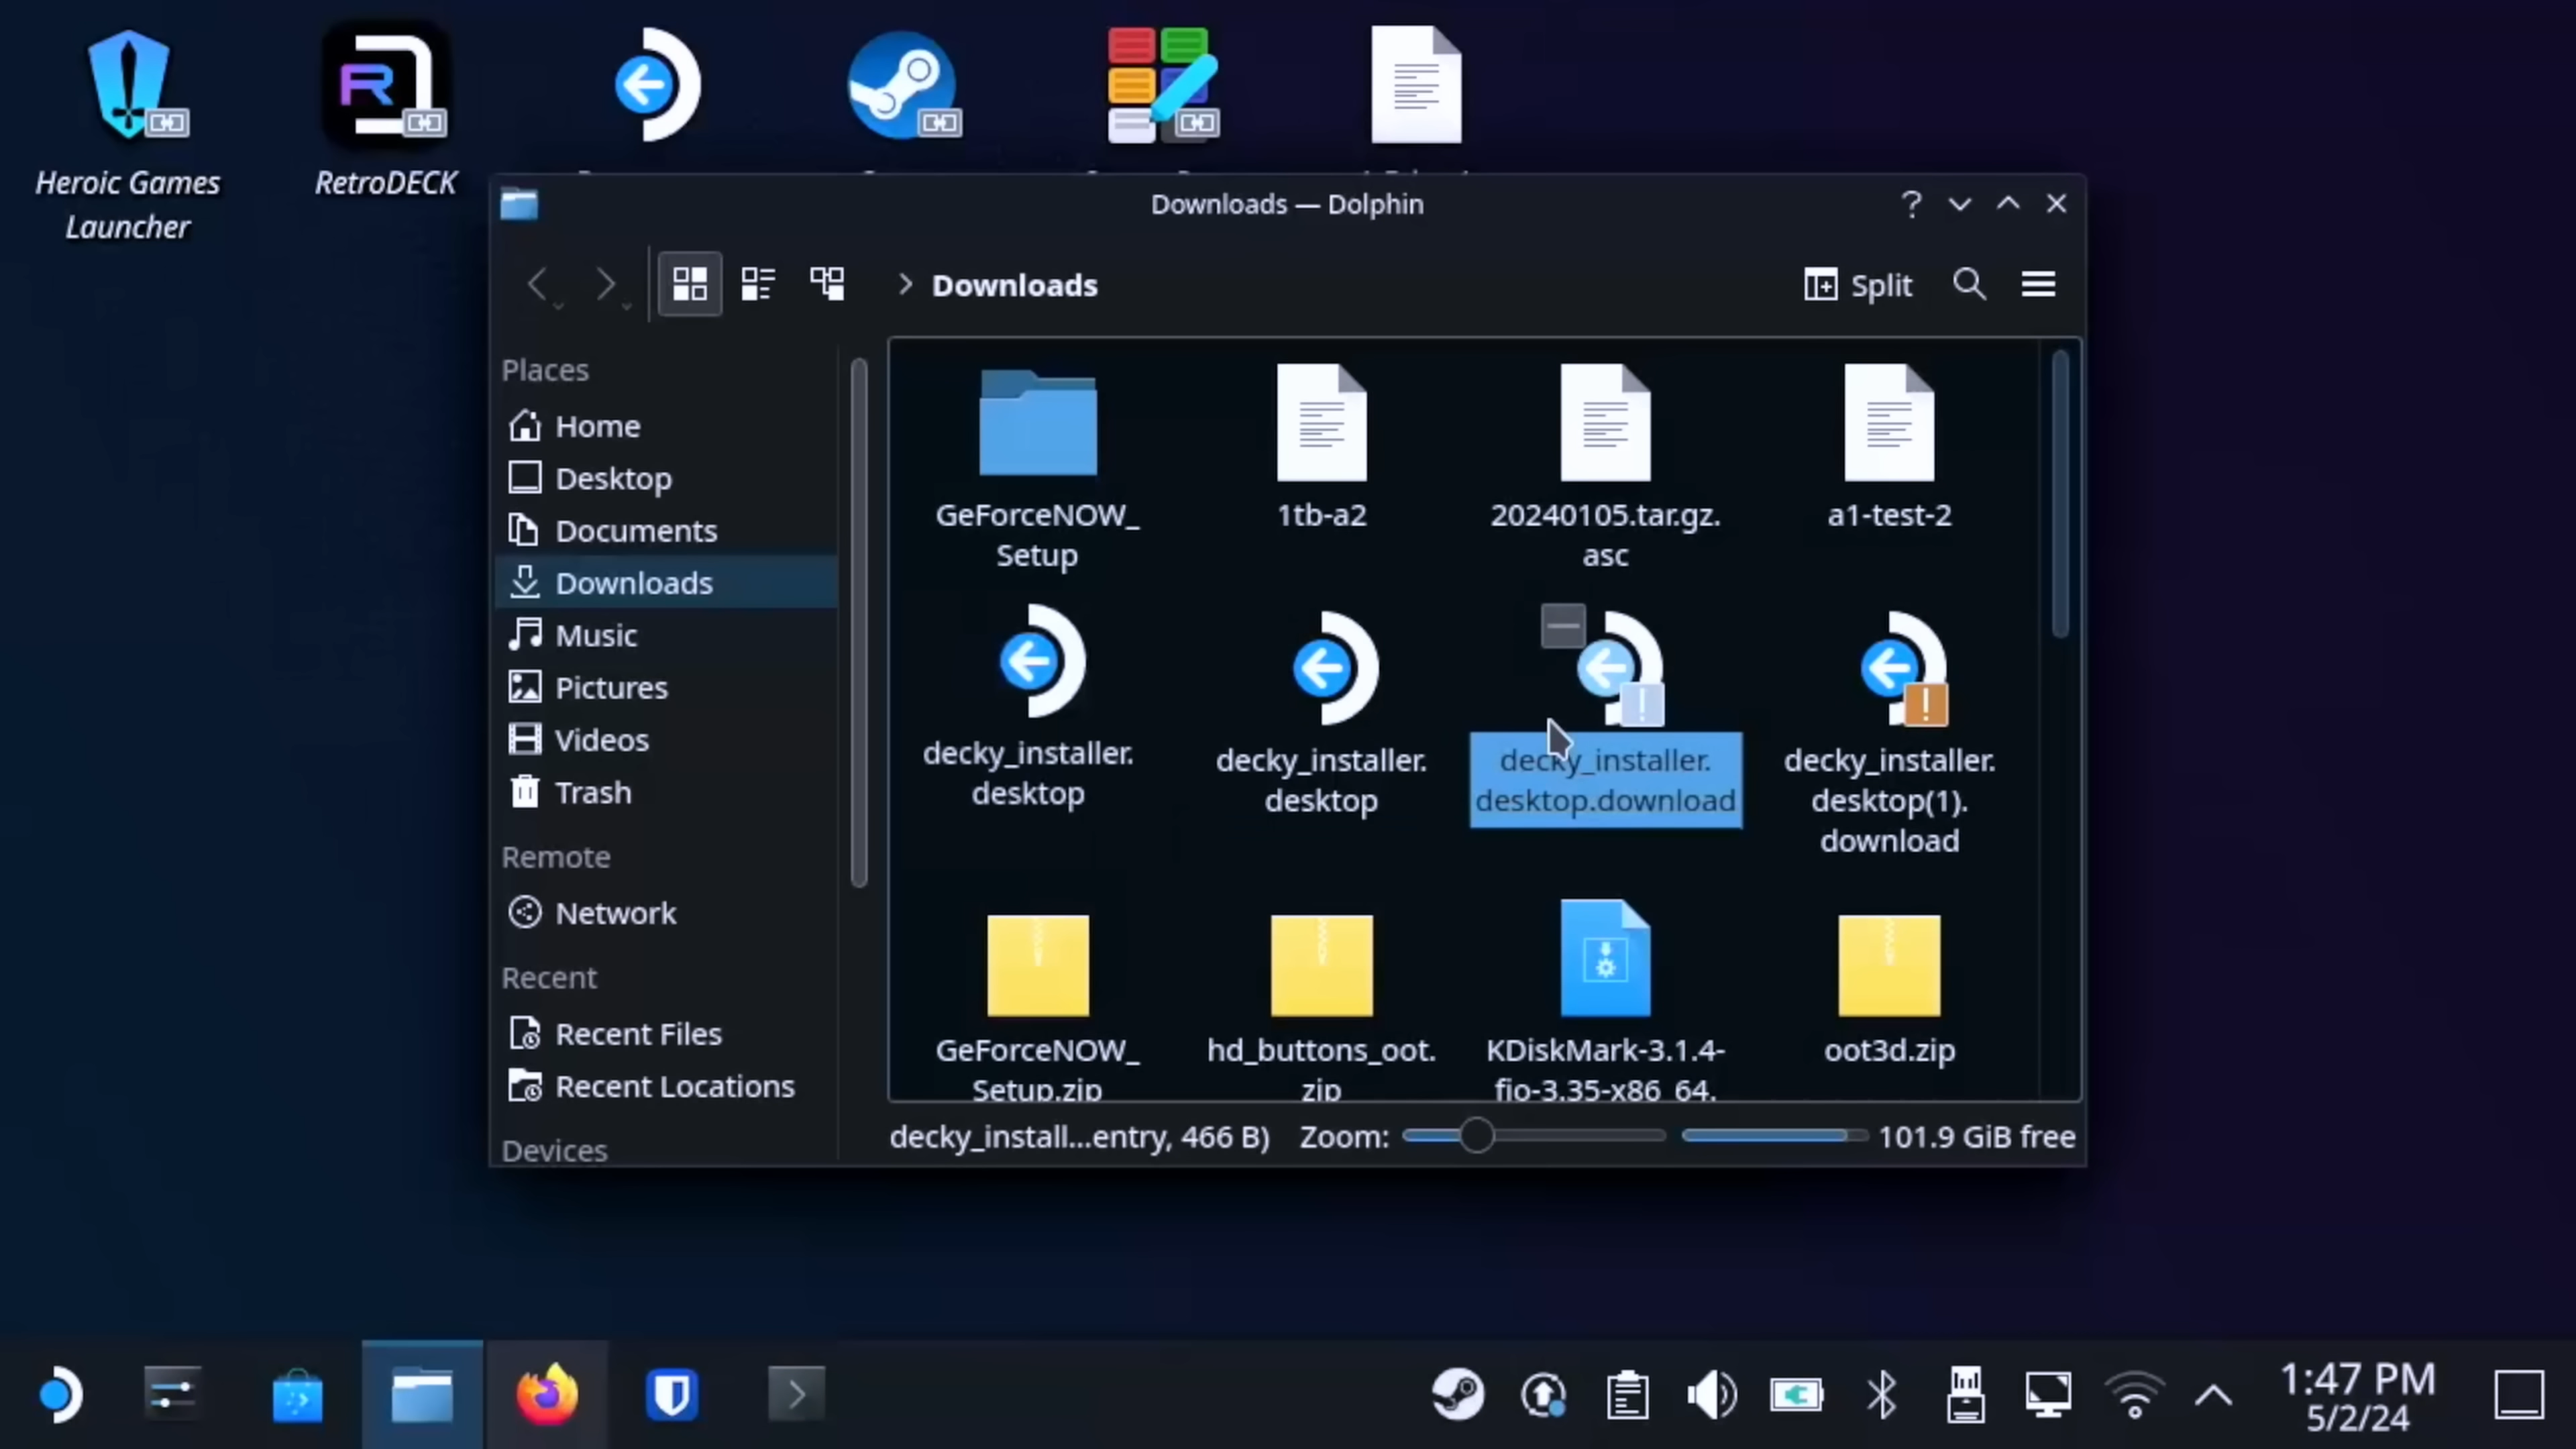 Heroic Games
Launcher
RetroDECK
Downloads — Dolphin
Downloads
Split
Places
Home
Desktop
Documents
Downloads
Music
Pictures
Videos
Trash
Remote
Network
Recent
Recent Files
Recent Locations
Devices
GeForceNOW_
Setup
1tb-a2
20240105.tar.gz.
asc
a1-test-2
decky_installer.
desktop
decky_installer.
desktop
decky_installer.
desktop.download
decky_installer.
desktop(1).
download
GeForceNOW_
Setup.zip
hd_buttons_oot.
zip
KDiskMark-3.1.4-
fio-3.35-x86_64.
oot3d.zip
decky_install...entry, 466 B)
Zoom:
101.9 GiB free
1:47 PM
5/2/24